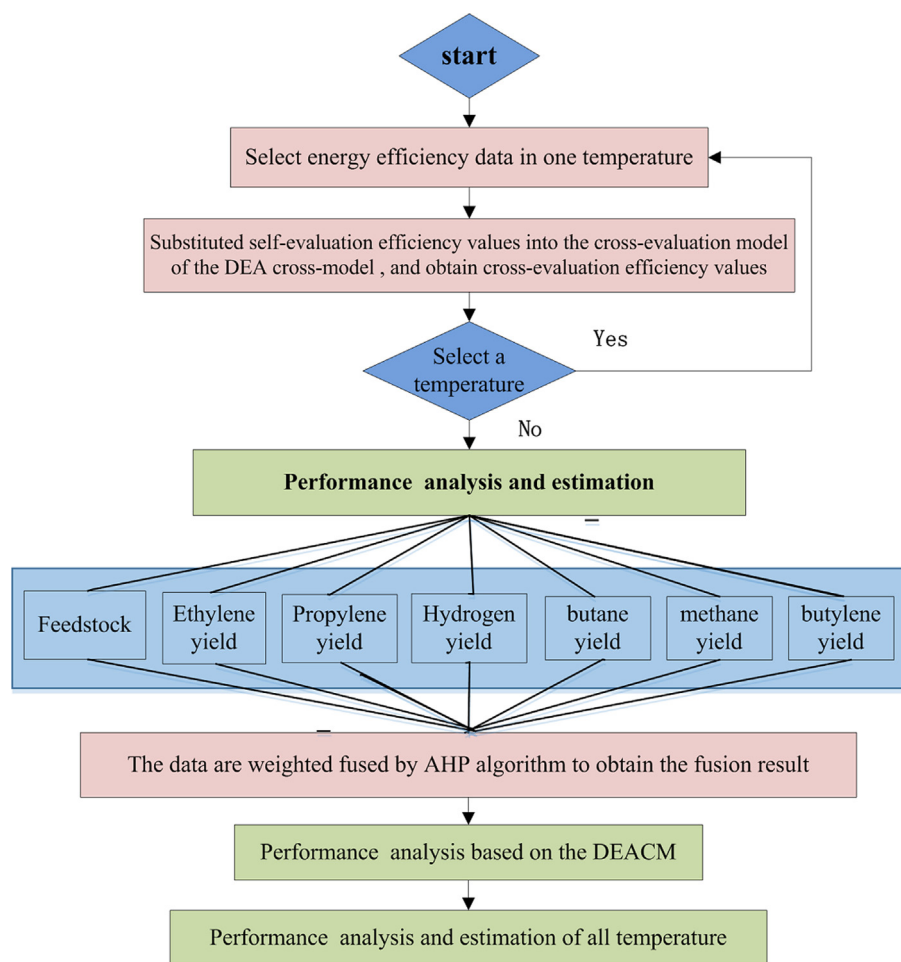 start
Select energy efficiency data in one temperature
Substituted self-evaluation efficiency values into the cross-evaluation model
of the DEA cross-model , and obtain cross-evaluation efficiency values
Yes
Select a
temperature
No
Performance analysis and estimation
Feedstock
Ethylene
yield
Propylene
yield
Hydrogen
yield
butane
yield
methane
yield
butylene
yield
The data are weighted fused by AHP algorithm to obtain the fusion result
Performance analysis based on the DEACM
Performance analysis and estimation of all temperature